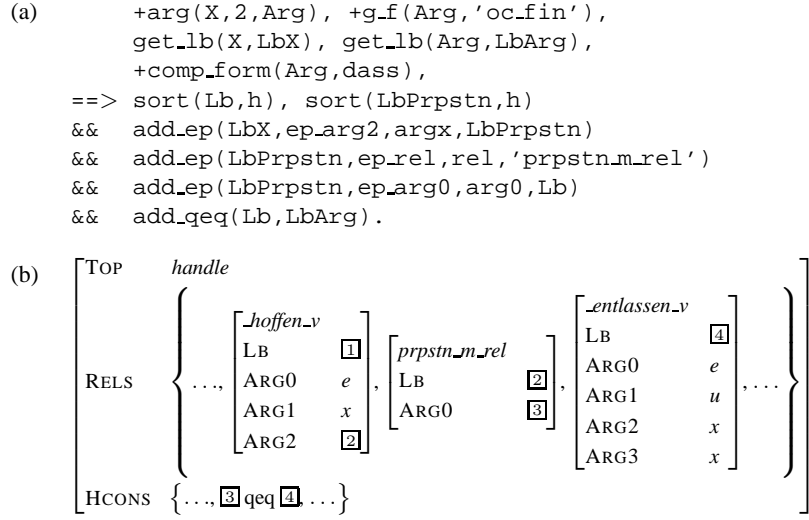 (a) +arg(X,2,Arg), +g_f(Arg,'oc_fin'),
get_lb(X,LbX), get_lb(Arg,LbArg),
+comp_form(Arg,dass),
==> sort(Lb,h), sort(LbPrpstn,h)
&& add_ep(LbX,ep_arg2,argx,LbPrpstn)
&& add_ep(LbPrpstn,ep_rel,rel,'prpstn_m_rel')
&& add_ep(LbPrpstn,ep_arg0,arg0,Lb)
&& add_qeq(Lb,LbArg).
(b) TOP handle
RELS { ...,
_hoffen_v
LB 1
ARG0 e
ARG1 x
ARG2 2
,
prpstn_m_rel
LB 2
ARG0 3
,
_entlassen_v
LB 4
ARG0 e
ARG1 u
ARG2 x
ARG3 x
, ... }
HCONS { ..., 3 qeq 4, ... }